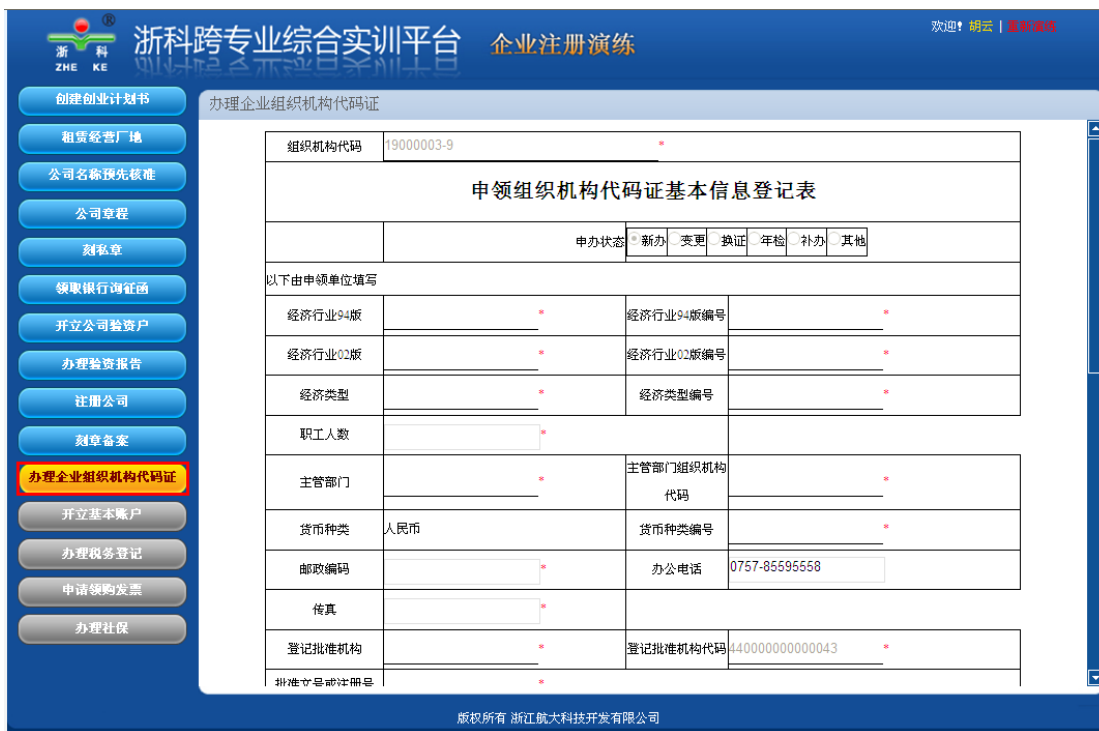 浙科
ZHE KE
®
浙科跨专业综合实训平台 企业注册演练
欢迎! 胡云 |
创建创业计划书
租赁经营厂地
公司名称预先核准
公司章程
刻私章
领取银行询征函
开立公司验资户
办理验资报告
注册公司
刻章备案
办理企业组织机构代码证
开立基本账户
办理税务登记
申请领购发票
办理社保
办理企业组织机构代码证
组织机构代码 19000003-9 *
申领组织机构代码证基本信息登记表
申办状态 新办 变更 换证 年检 补办 其他
以下由申领单位填写
经济行业94版 * 经济行业94版编号 *
经济行业02版 * 经济行业02版编号 *
经济类型 * 经济类型编号 *
职工人数 *
主管部门 * 主管部门组织机构
代码 *
货币种类 人民币 货币种类编号 *
邮政编码 * 办公电话 0757-85595558
传真 *
登记批准机构 * 登记批准机构代码 440000000000043 *
批准文号或注册号 *
版权所有 浙江航大科技开发有限公司